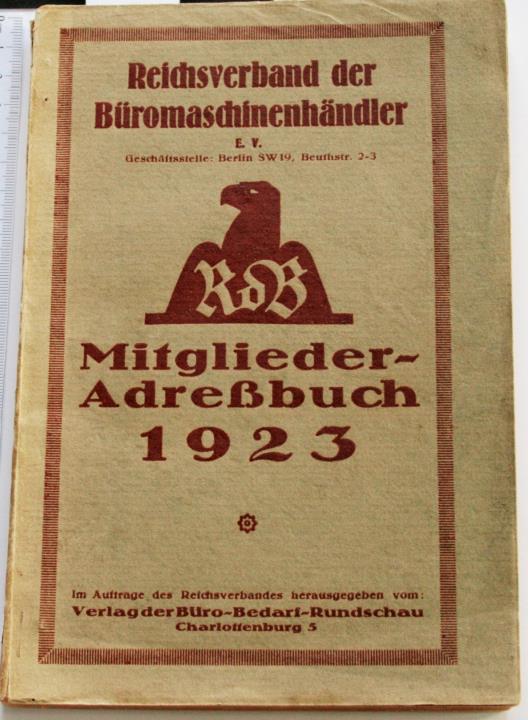 Reichsverband der
Büromaschinenhändler
E. V.
Geschäftsstelle: Berlin SW19, Beuthstr. 2-3
RdB
Mitglieder-
Adreßbuch
1923
Im Auftrage des Reichsverbandes herausgegeben vom:
Verlag der Büro-Bedarf-Rundschau
Charlottenburg 5